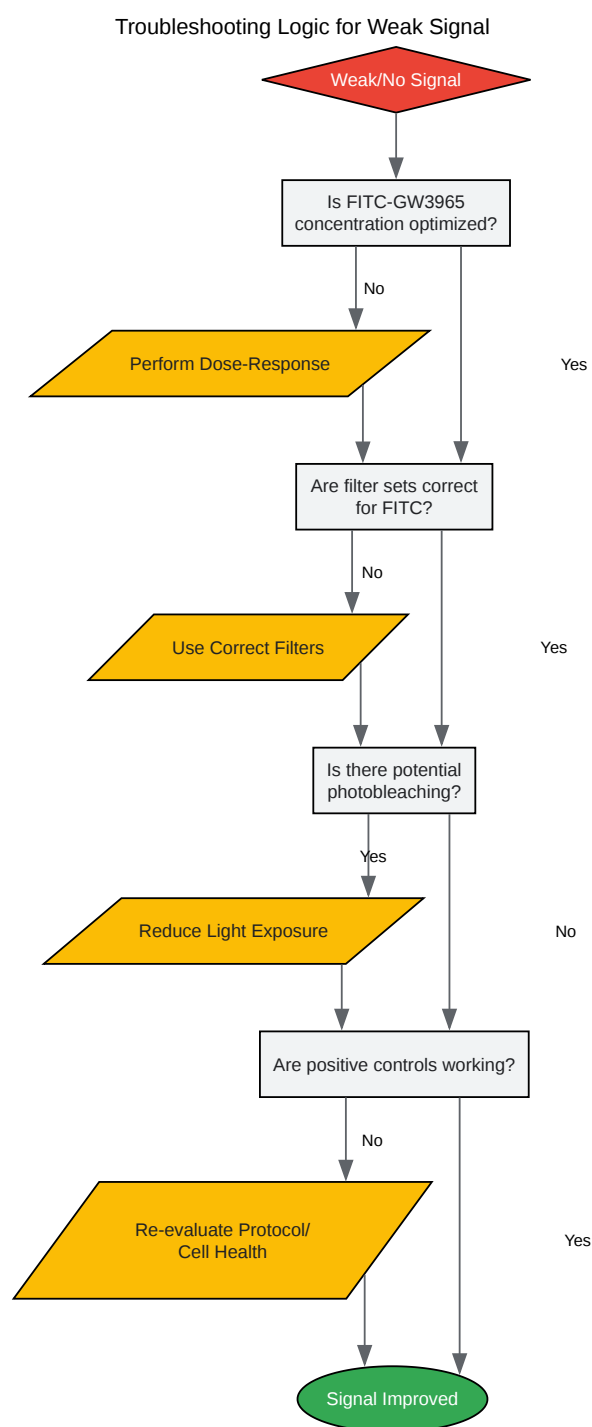 Troubleshooting Logic for Weak Signal
Weak/No Signal
Is FITC-GW3965
concentration optimized?
No
Perform Dose-Response
Yes
Are filter sets correct
for FITC?
No
Use Correct Filters
Yes
Is there potential
photobleaching?
Yes
Reduce Light Exposure
No
Are positive controls working?
No
Re-evaluate Protocol/
Cell Health
Yes
Signal Improved